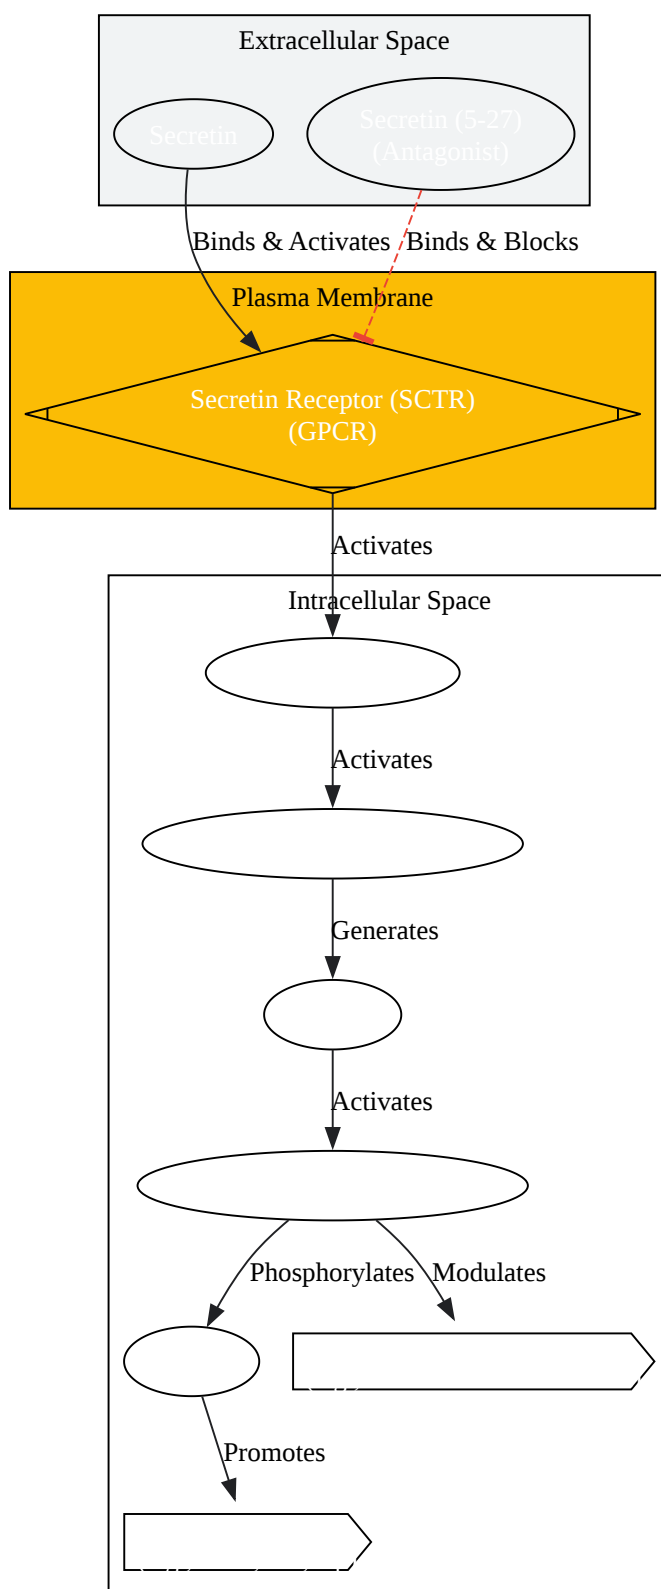 Extracellular Space
Secretin
Secretin (5-27)
(Antagonist)
Binds & Activates
Binds & Blocks
Plasma Membrane
Secretin Receptor (SCTR)
(GPCR)
Activates
Intracellular Space
Activates
Generates
Activates
Phosphorylates
Modulates
Promotes